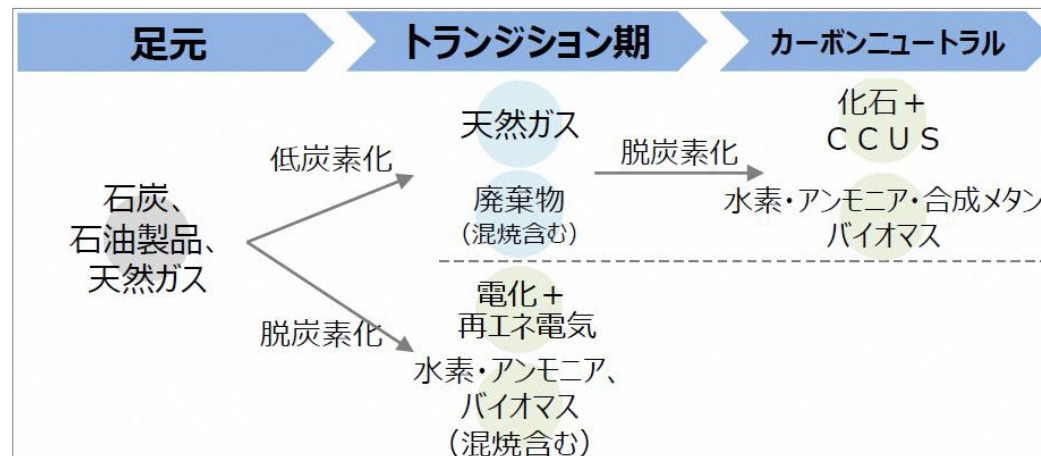 足元
トランジション期
カーボンニュートラル
石炭、
石油製品、
天然ガス
低炭素化
脱炭素化
天然ガス
廃棄物
(混焼含む)
脱炭素化
化石+
CCUS
水素・アンモニア・合成メタン
バイオマス
電化+
再エネ電気
水素・アンモニア、
バイオマス
(混焼含む)